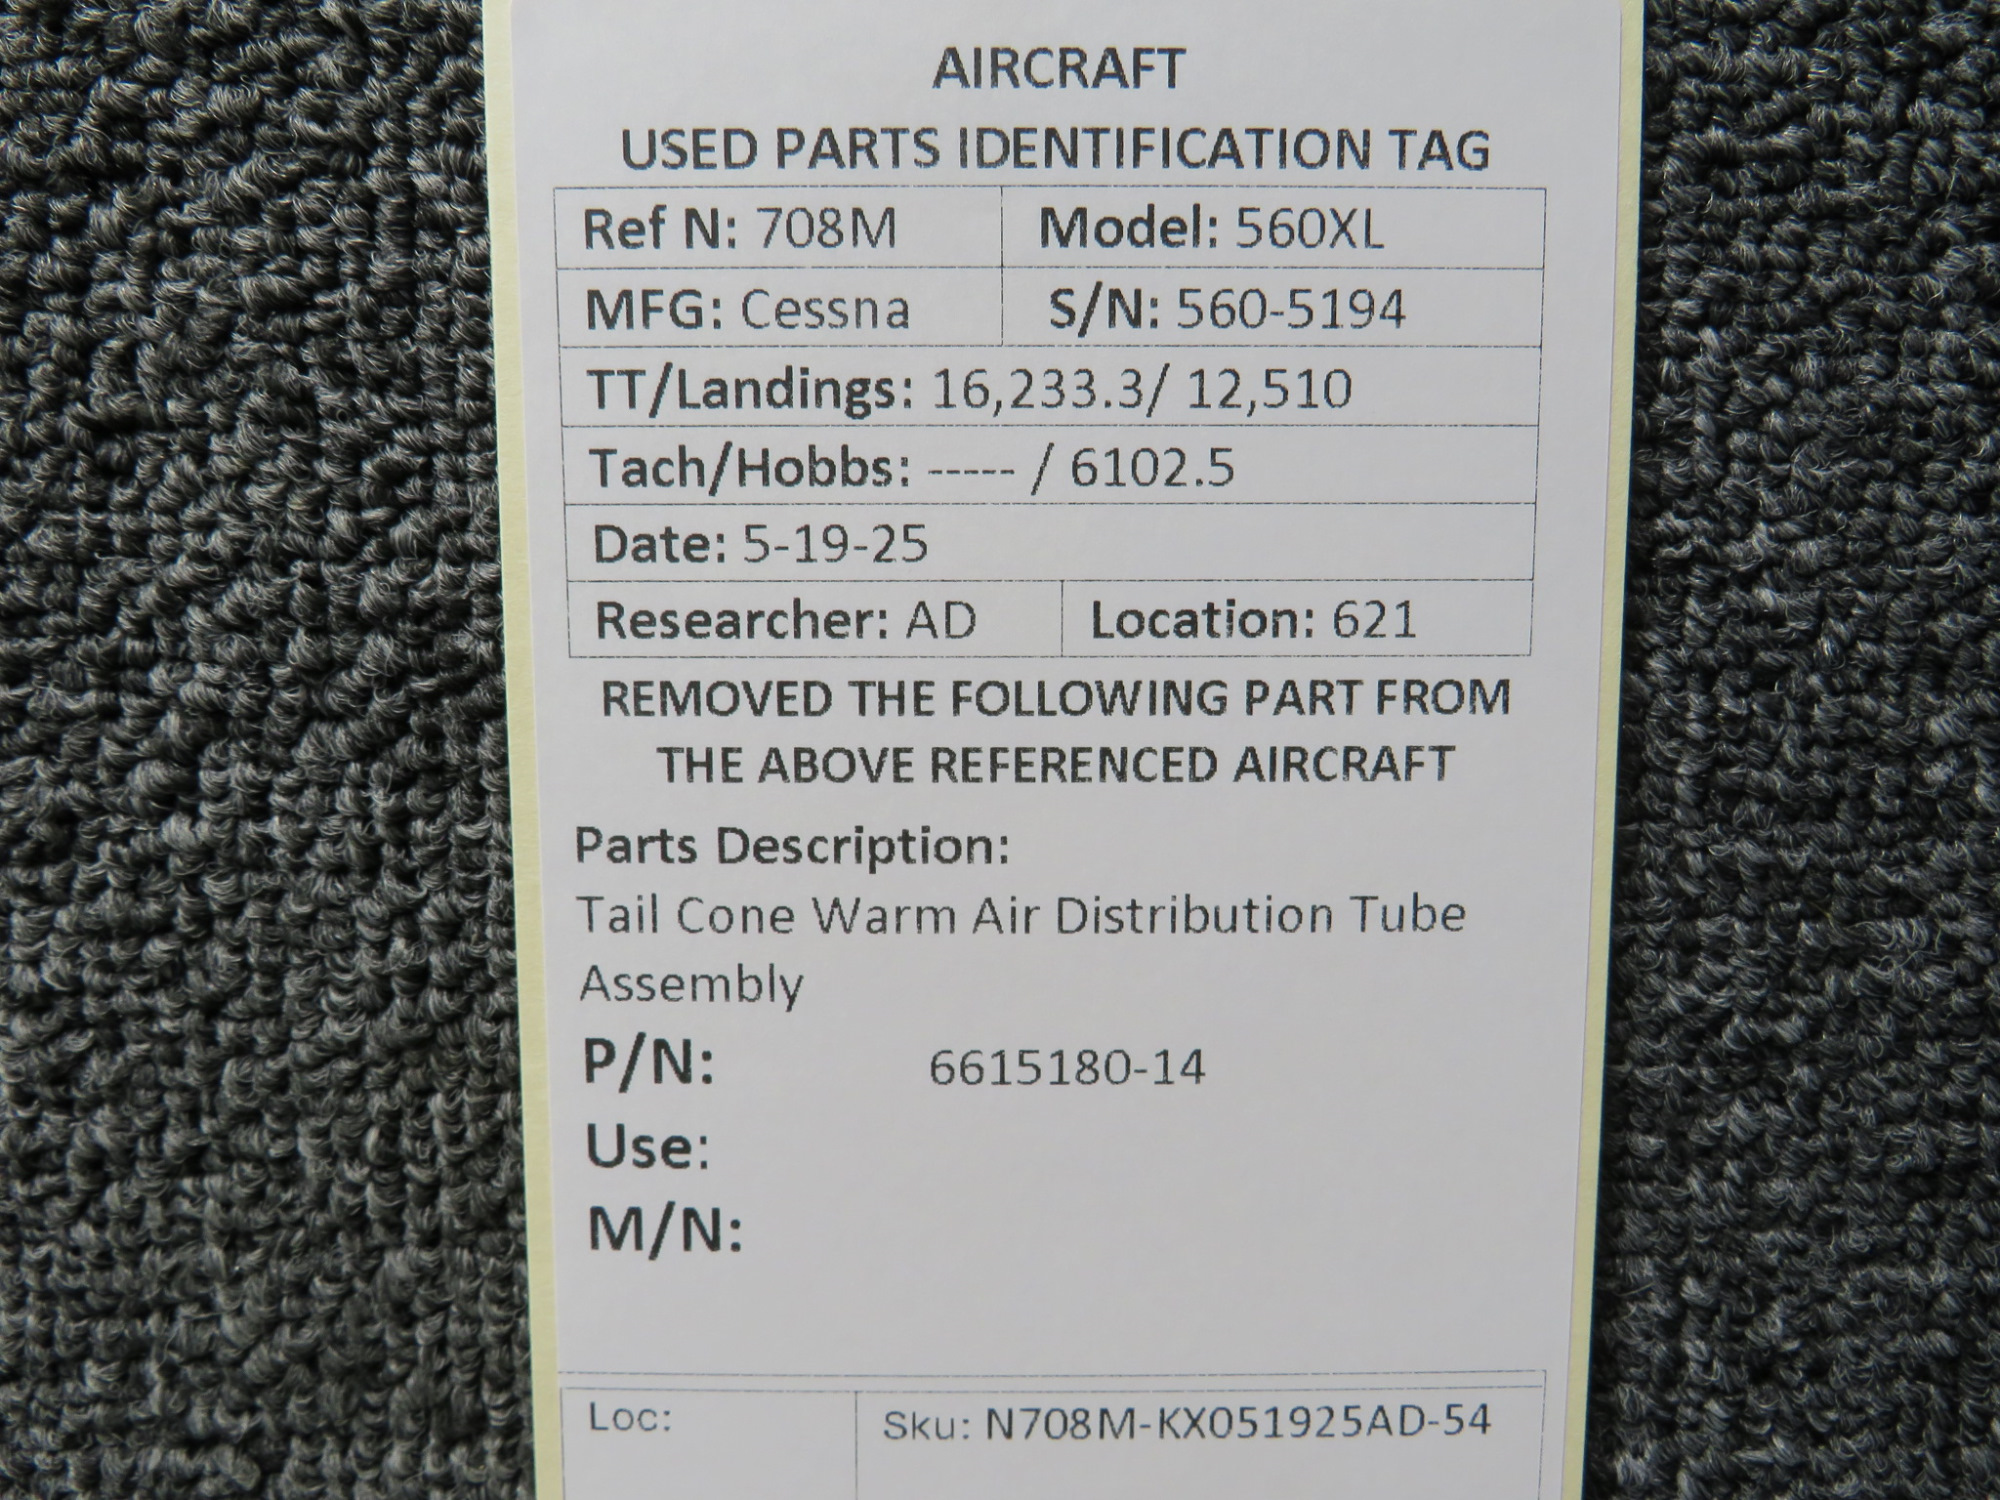 AIRCRAFT
USED PARTS IDENTIFICATION TAG
Ref N: 708M Model: 560XL
MFG: Cessna S/N: 560-5194
TT/Landings: 16,233.3/ 12,510
Tach/Hobbs: ----- / 6102.5
Date: 5-19-25
Researcher: AD Location: 621
REMOVED THE FOLLOWING PART FROM
THE ABOVE REFERENCED AIRCRAFT
Parts Description:
Tail Cone Warm Air Distribution Tube
Assembly
P/N: 6615180-14
Use:
M/N:
Loc: Sku: N708M-KX051925AD-54